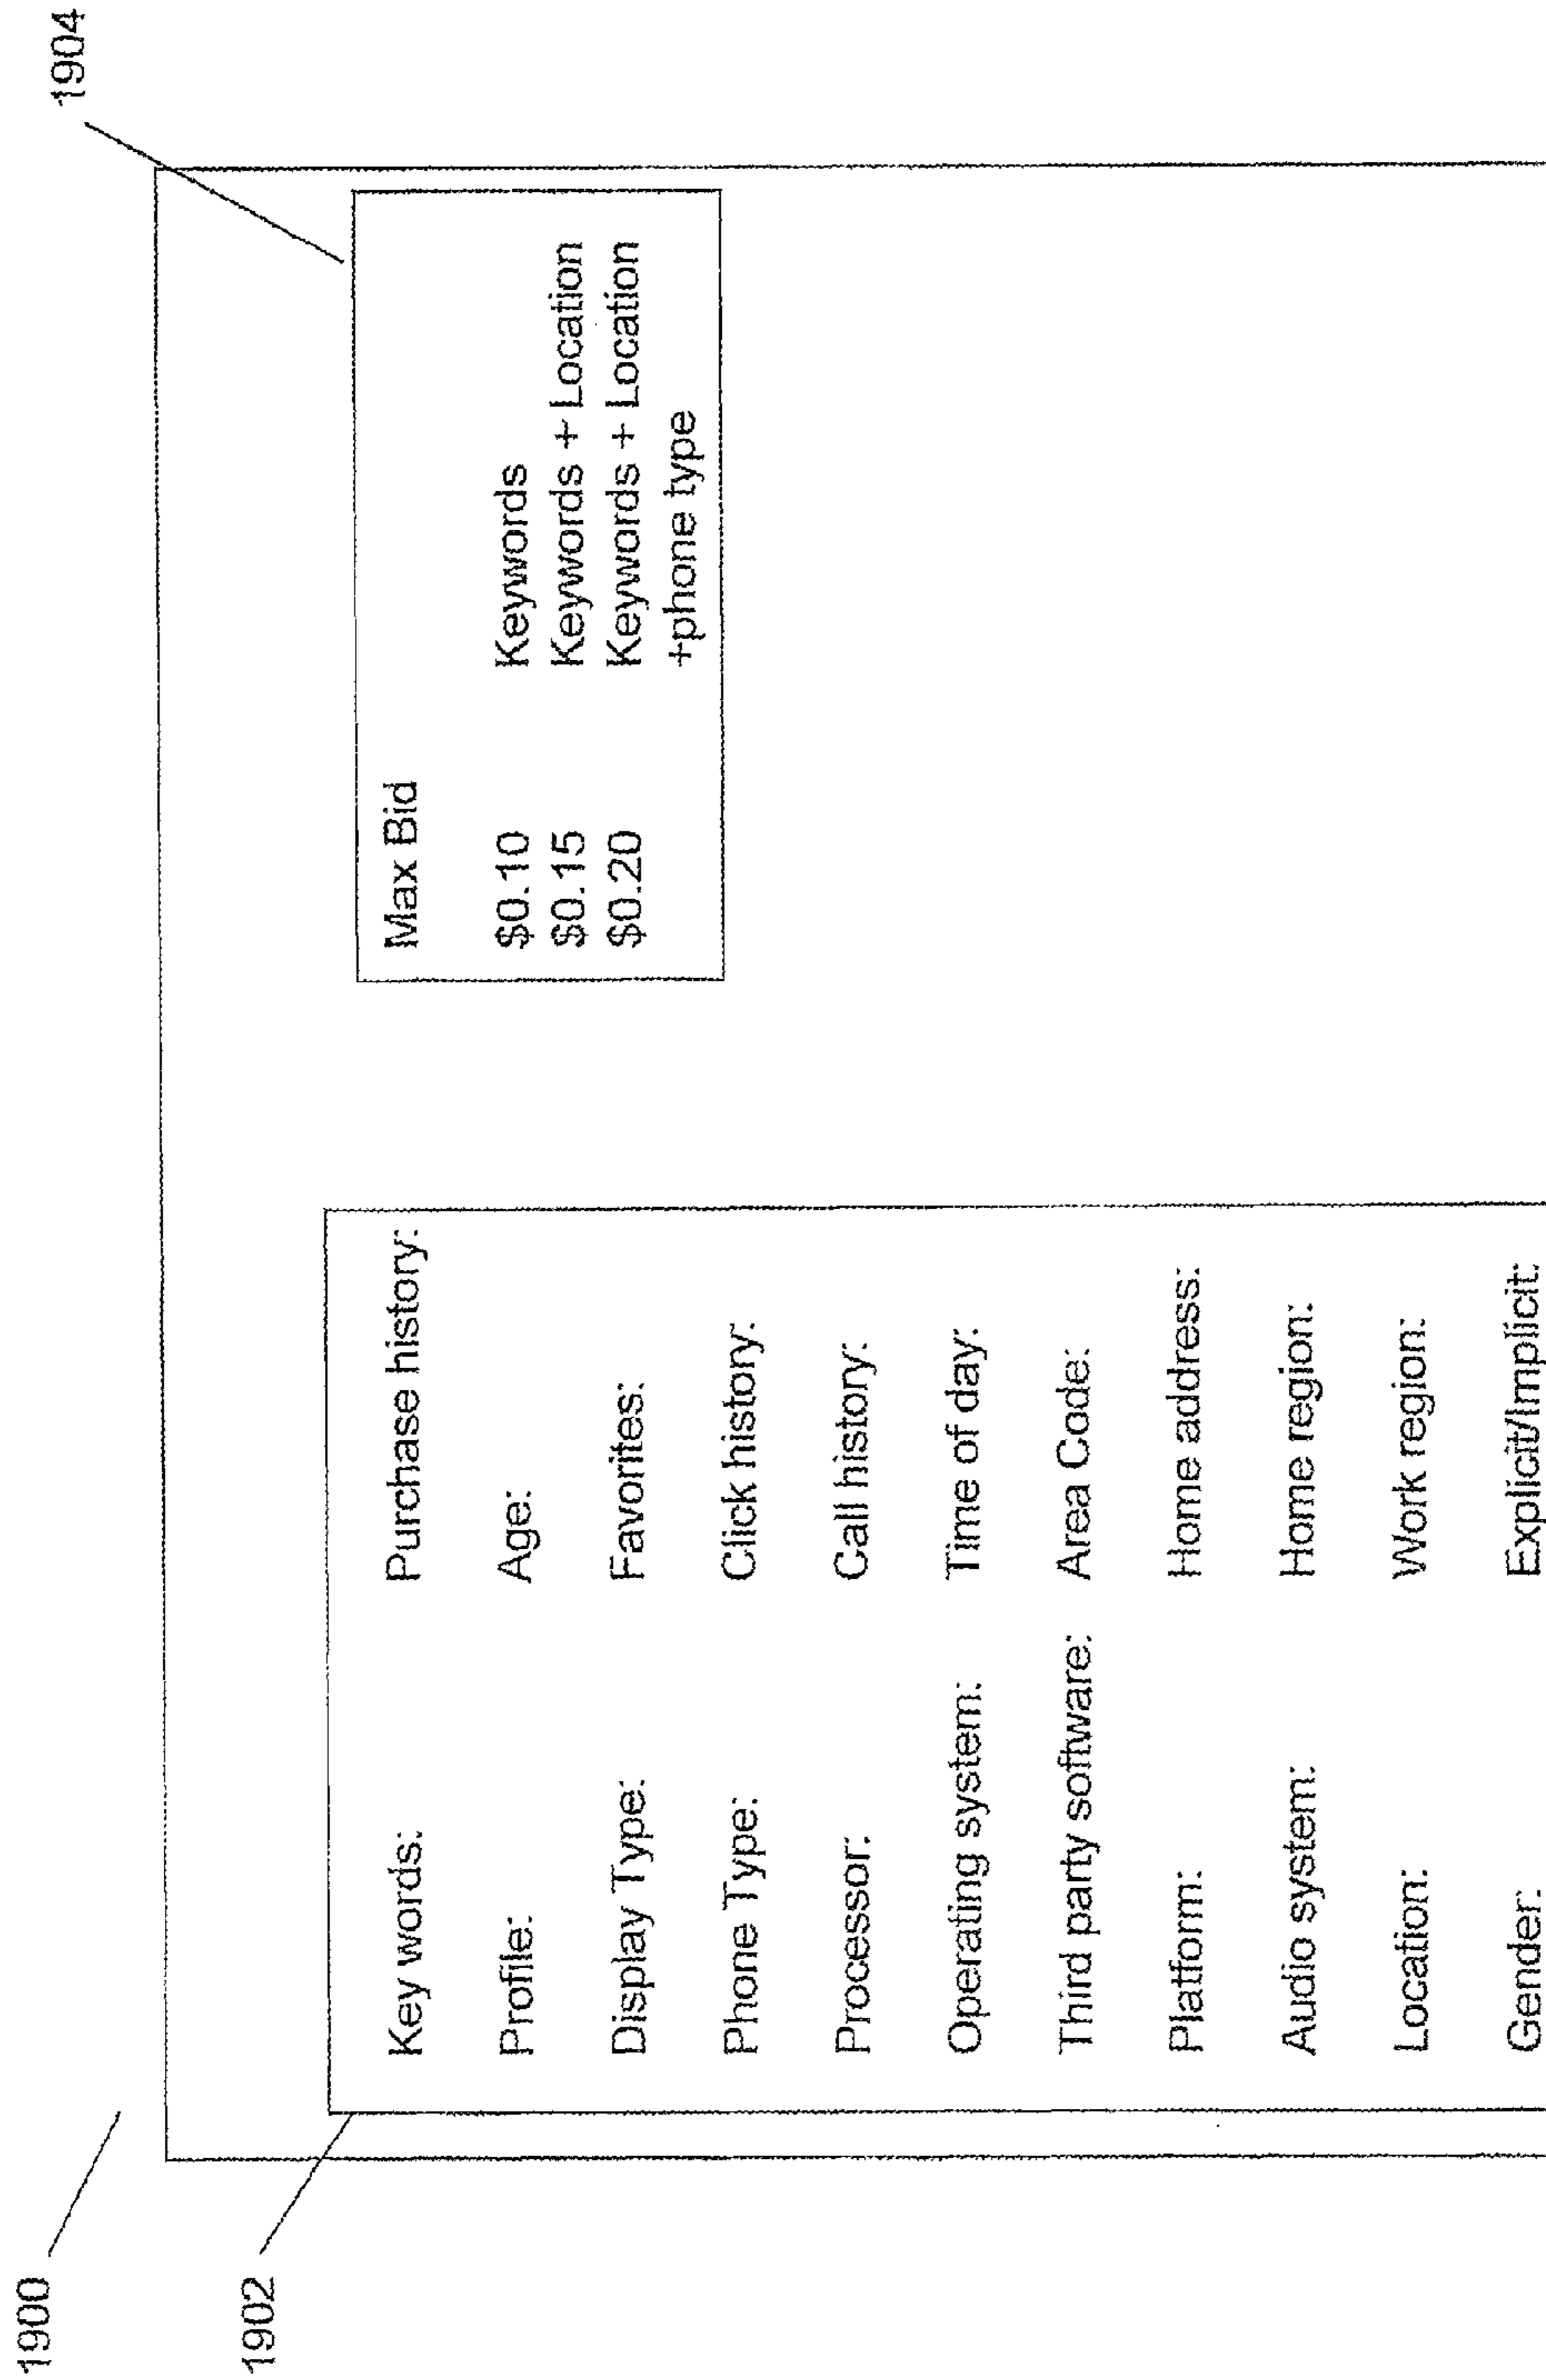 1900
1904
1902
Key words: Purchase history:
Profile: Age:
Display Type: Favorites:
Phone Type: Click history:
Processor: Call history:
Operating system: Time of day:
Third party software: Area Code:
Platform: Home address:
Audio system: Home region:
Location: Work region:
Gender: Explicit/Implicit:
Max Bid
$0.10 Keywords
$0.15 Keywords + Location
$0.20 Keywords + Location
+phone type